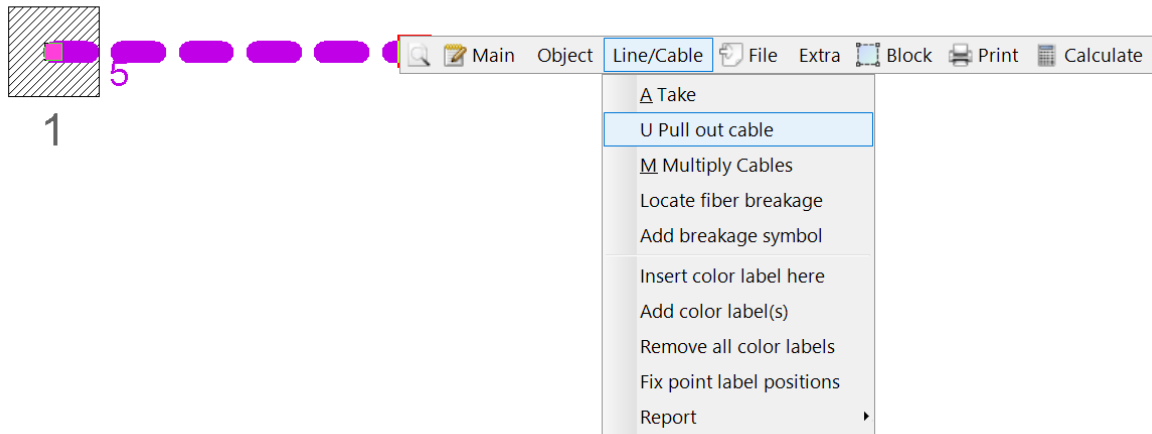 5
1
Main Object Line/Cable File Extra Block Print Calculate
A Take
U Pull out cable
M Multiply Cables
Locate fiber breakage
Add breakage symbol
Insert color label here
Add color label(s)
Remove all color labels
Fix point label positions
Report